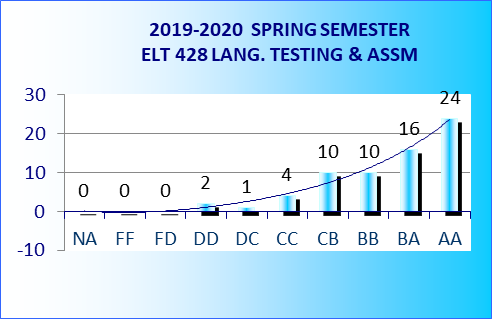 2019-2020 SPRING SEMESTER
ELT 428 LANG. TESTING & ASSM
30
20
10
0
-10
0 0 0 2 1 4 10 10 16 24
NA FF FD DD DC CC CB BB BA AA